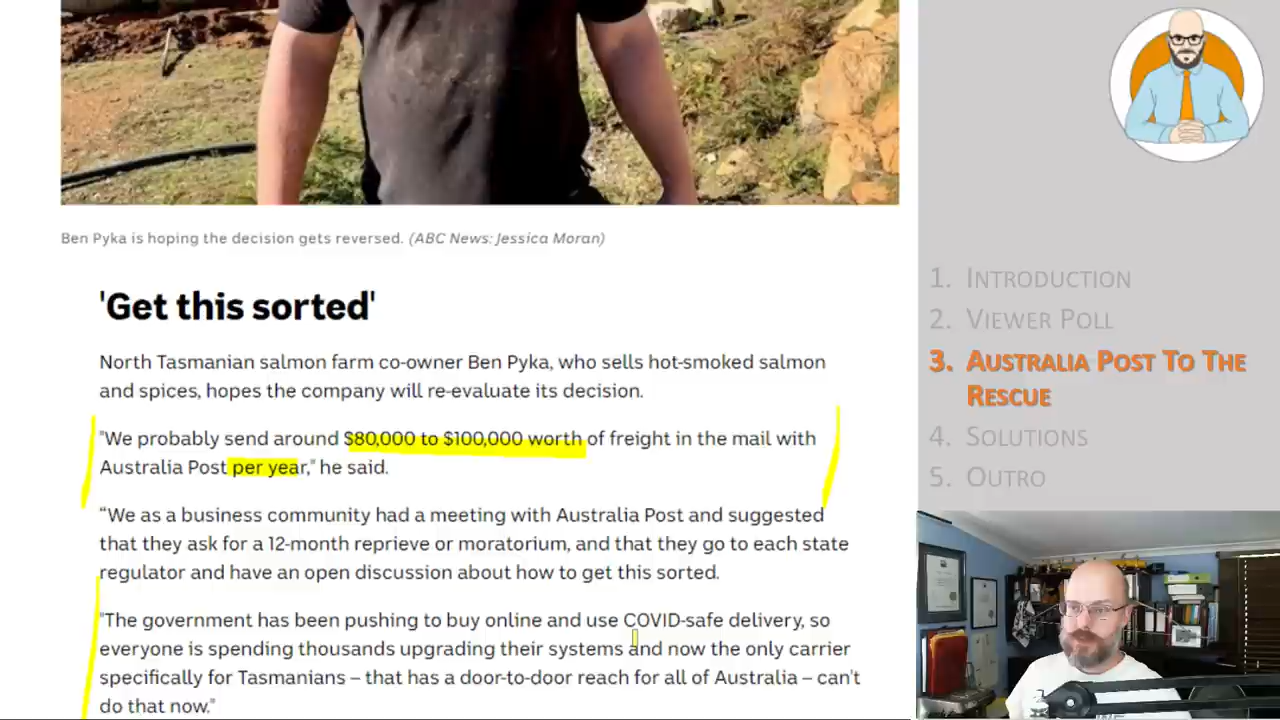 Ben Pyka is hoping the decision gets reversed. (ABC News: Jessica Moran)
'Get this sorted'
North Tasmanian salmon farm co-owner Ben Pyka, who sells hot-smoked salmon
and spices, hopes the company will re-evaluate its decision.
"We probably send around $80,000 to $100,000 worth of freight in the mail with
Australia Post per year," he said.
“We as a business community had a meeting with Australia Post and suggested
that they ask for a 12-month reprieve or moratorium, and that they go to each state
regulator and have an open discussion about how to get this sorted.
"The government has been pushing to buy online and use COVID-safe delivery, so
everyone is spending thousands upgrading their systems and now the only carrier
specifically for Tasmanians – that has a door-to-door reach for all of Australia – can't
do that now."
1. Introduction
2. Viewer Poll
3. Australia Post To The
Rescue
4. Solutions
5. Outro